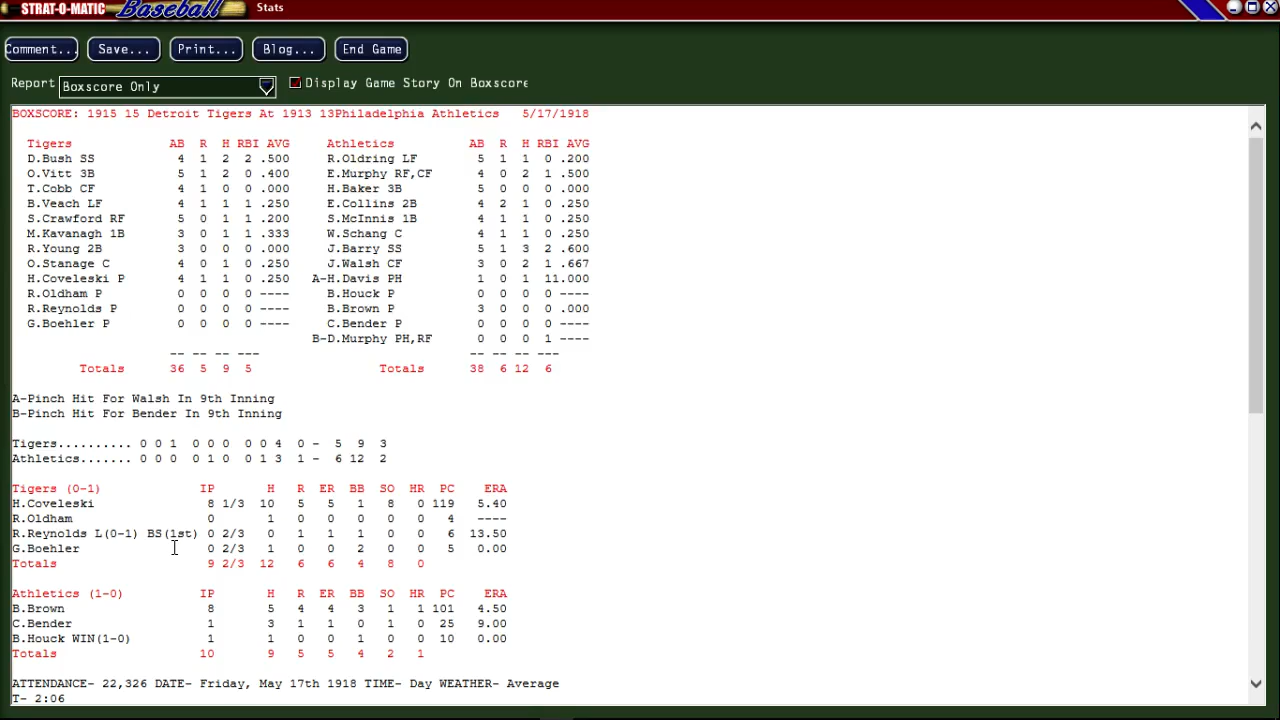 STRAT-O-MATIC Baseball Stats
Comment... Save... Print... Blog... End Game
Report Boxscore Only Display Game Story On Boxscore
BOXSCORE: 1915 15 Detroit Tigers At 1913 13Philadelphia Athletics 5/17/1918
Tigers AB R H RBI AVG Athletics AB R H RBI AVG
D.Bush SS 4 1 2 2 .500 R.Oldring LF 5 1 1 0 .200
O.Vitt 3B 5 1 2 0 .400 E.Murphy RF,CF 4 0 2 1 .500
T.Cobb CF 4 1 0 0 .000 H.Baker 3B 5 0 0 0 .000
B.Veach LF 4 1 1 1 .250 E.Collins 2B 4 2 1 0 .250
S.Crawford RF 5 0 1 1 .200 S.McInnis 1B 4 1 1 0 .250
M.Kavanagh 1B 3 0 1 1 .333 W.Schang C 4 1 1 0 .250
R.Young 2B 3 0 0 0 .000 J.Barry SS 5 1 3 2 .600
O.Stanage C 4 0 1 0 .250 J.Walsh CF 3 0 2 1 .667
H.Coveleski P 4 1 1 0 .250 A-H.Davis PH 1 0 1 11.000
R.Oldham P 0 0 0 0 ---- B.Houck P 0 0 0 0 ----
R.Reynolds P 0 0 0 0 ---- B.Brown P 3 0 0 0 .000
G.Boehler P 0 0 0 0 ---- C.Bender P 0 0 0 0 ----
B-D.Murphy PH,RF 0 0 0 1 ----
-- -- -- --- -- -- -- ---
Totals 36 5 9 5 Totals 38 6 12 6
A-Pinch Hit For Walsh In 9th Inning
B-Pinch Hit For Bender In 9th Inning
Tigers.......... 0 0 1 0 0 0 0 0 4 0 - 5 9 3
Athletics....... 0 0 0 0 1 0 0 1 3 1 - 6 12 2
Tigers (0-1) IP H R ER BB SO HR PC ERA
H.Coveleski 8 1/3 10 5 5 1 8 0 119 5.40
R.Oldham 0 1 0 0 0 0 0 4 ----
R.Reynolds L(0-1) BS(1st) 0 2/3 0 1 1 1 0 0 6 13.50
G.Boehler 0 2/3 1 0 0 2 0 0 5 0.00
Totals 9 2/3 12 6 6 4 8 0
Athletics (1-0) IP H R ER BB SO HR PC ERA
B.Brown 8 5 4 4 3 1 1 101 4.50
C.Bender 1 3 1 1 0 1 0 25 9.00
B.Houck WIN(1-0) 1 1 0 0 1 0 0 10 0.00
Totals 10 9 5 5 4 2 1
ATTENDANCE- 22,326 DATE- Friday, May 17th 1918 TIME- Day WEATHER- Average
T- 2:06